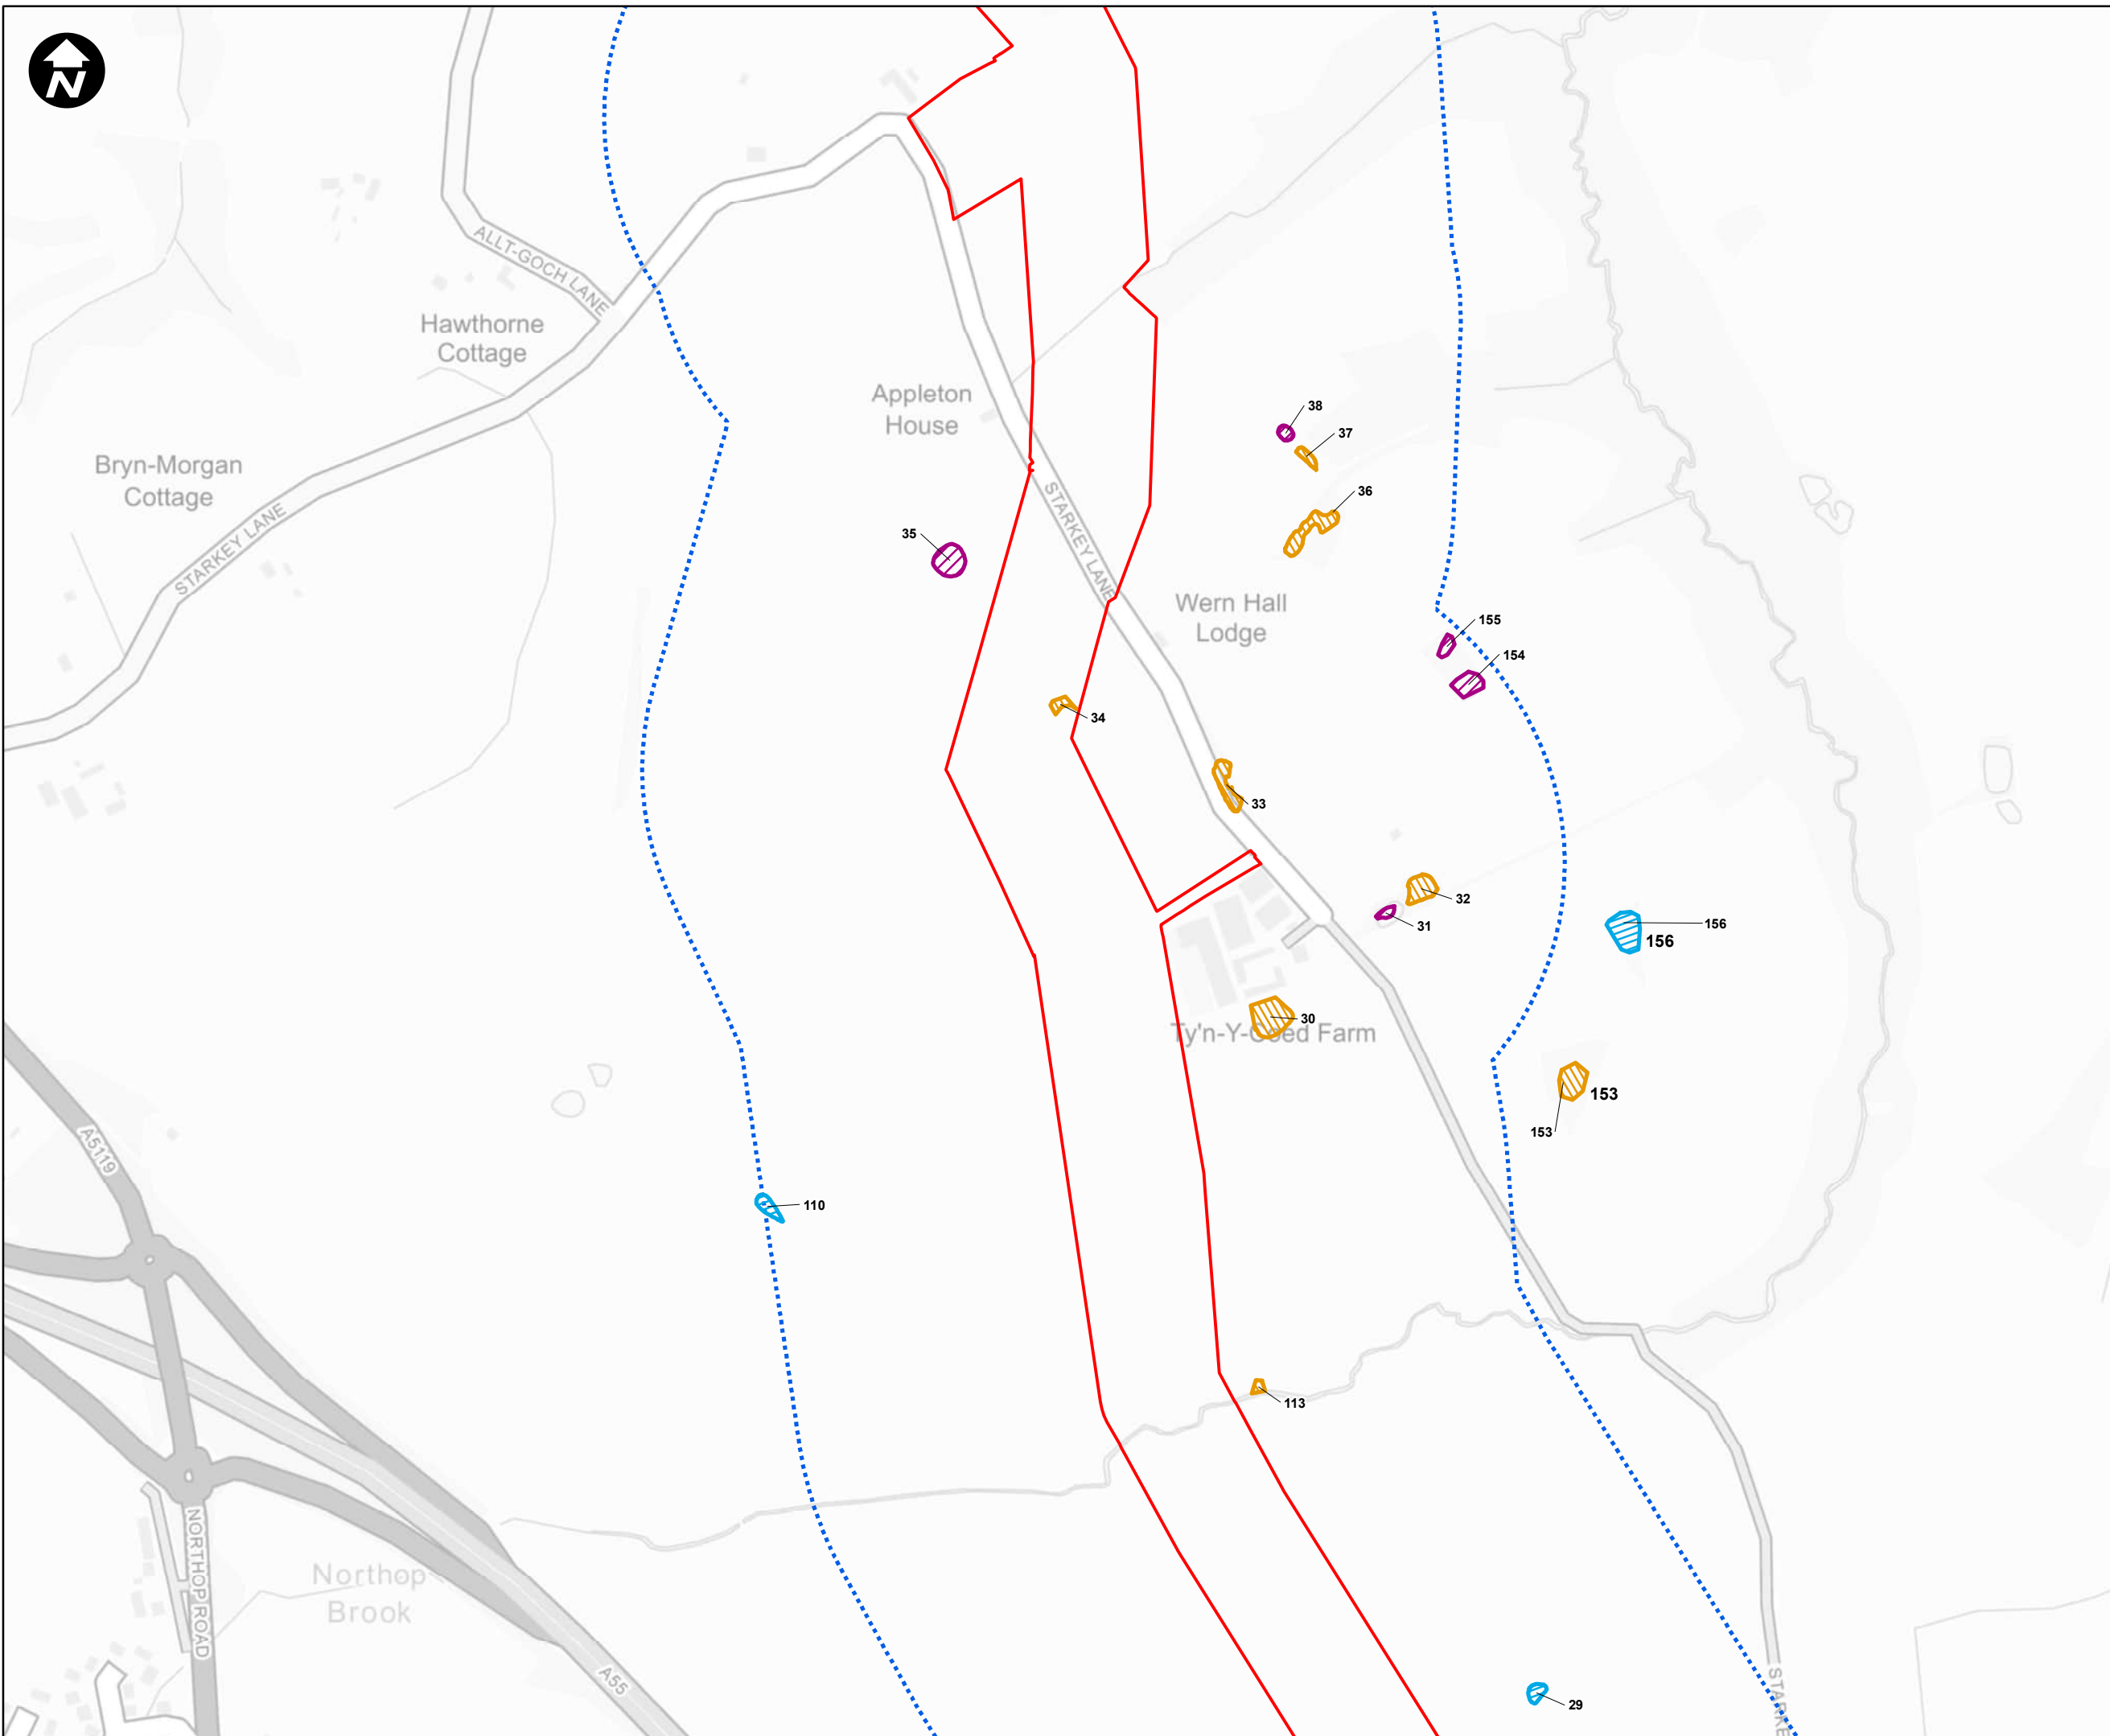 N
ALLT-GOCH LANE
Hawthorne
Cottage
Appleton
House
38
37
Bryn-Morgan
Cottage
36
STARKEY LANE
STARKEY LANE
35
Wern Hall
Lodge
155
154
34
33
32
31
156
156
30
Ty'n-Y-Coed Farm
153
153
A5119
110
113
NORTHOP ROAD
Northop
Brook
A55
29
STARKE